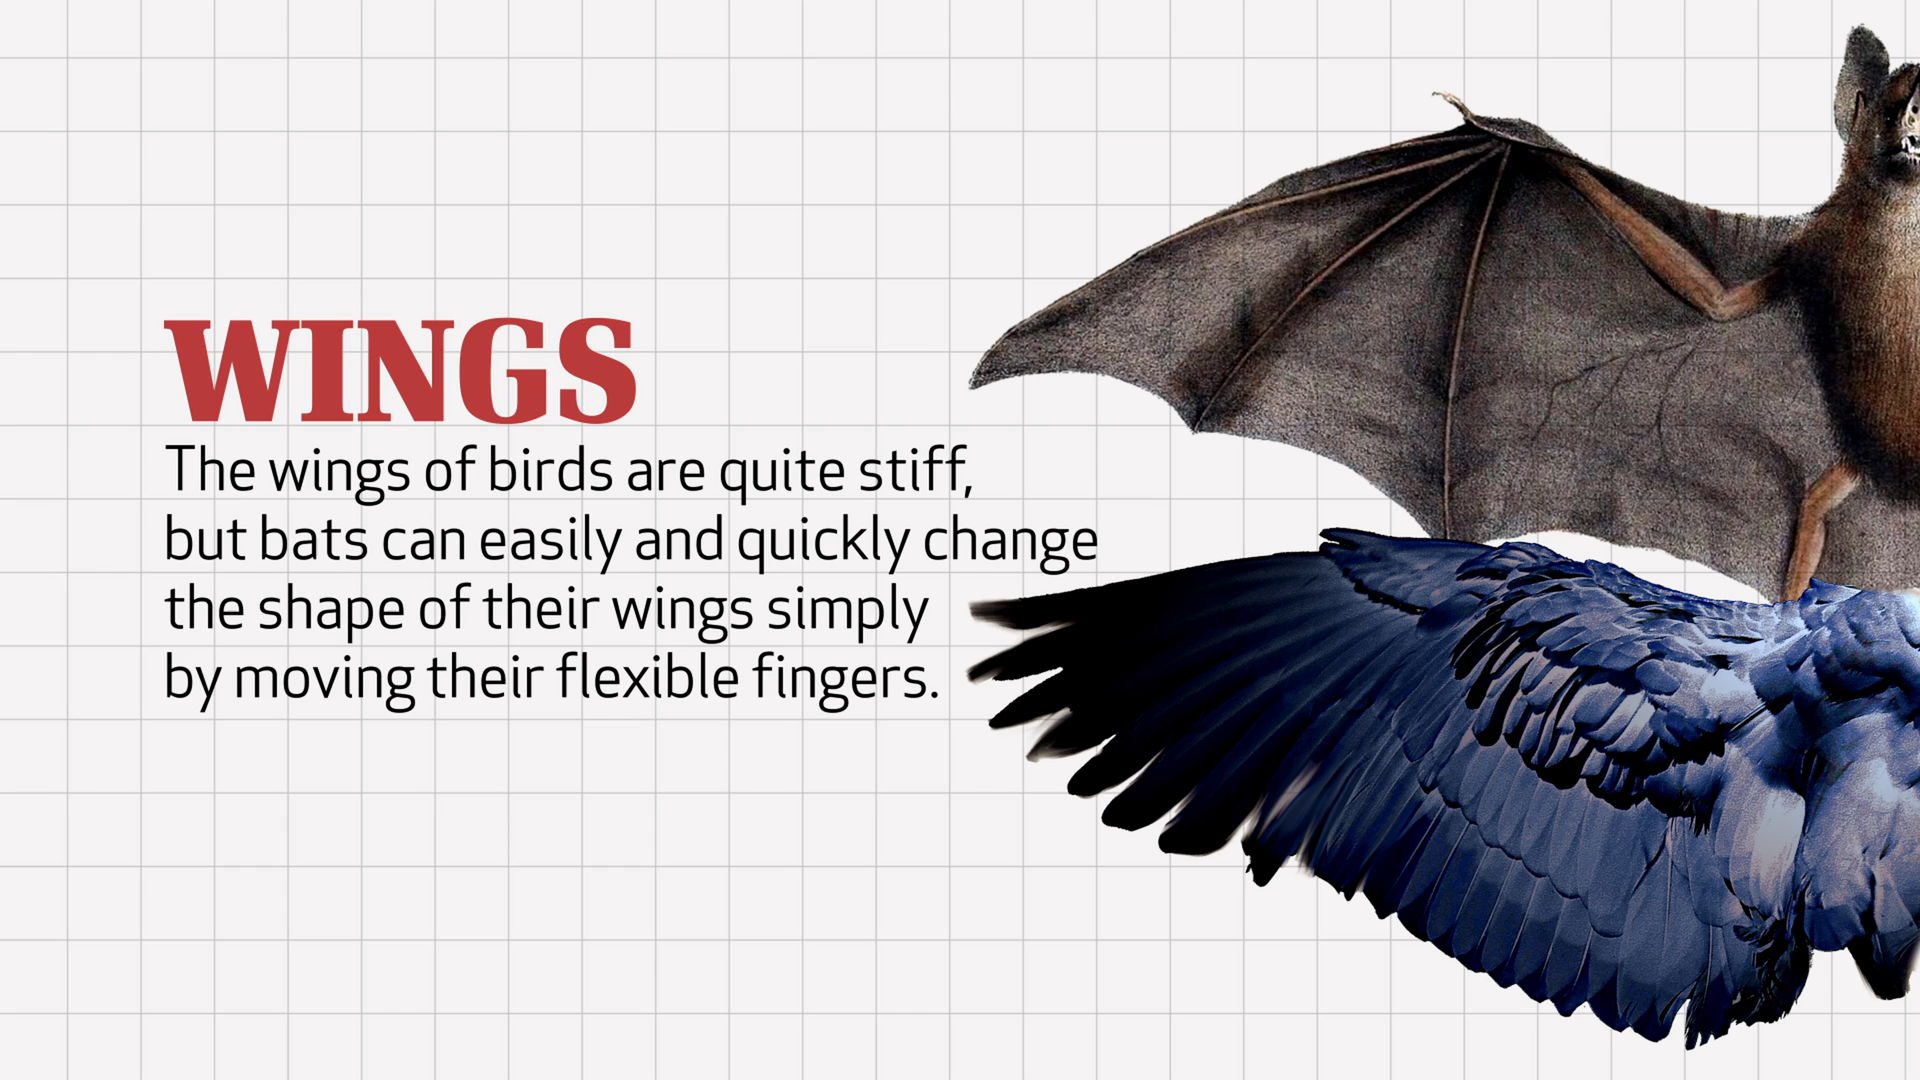 WINGS
The wings of birds are quite stiff,
but bats can easily and quickly change
the shape of their wings simply
by moving their flexible fingers.